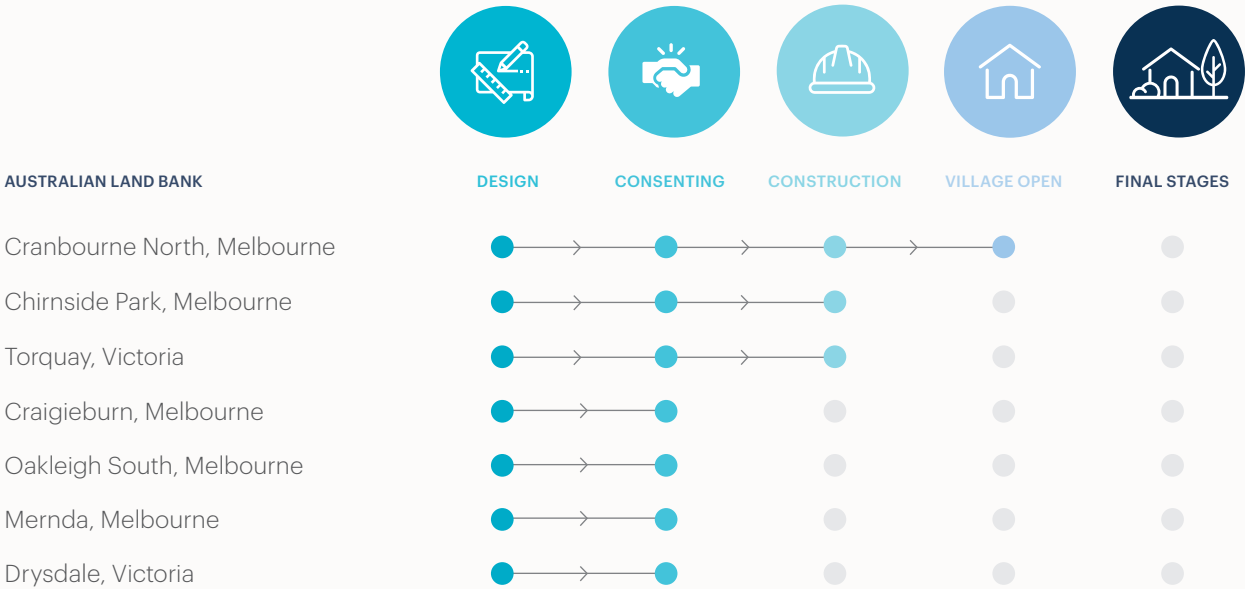 AUSTRALIAN LAND BANK DESIGN CONSENTING CONSTRUCTION VILLAGE OPEN FINAL STAGES
Cranbourne North, Melbourne
Chirnside Park, Melbourne
Torquay, Victoria
Craigieburn, Melbourne
Oakleigh South, Melbourne
Mernda, Melbourne
Drysdale, Victoria